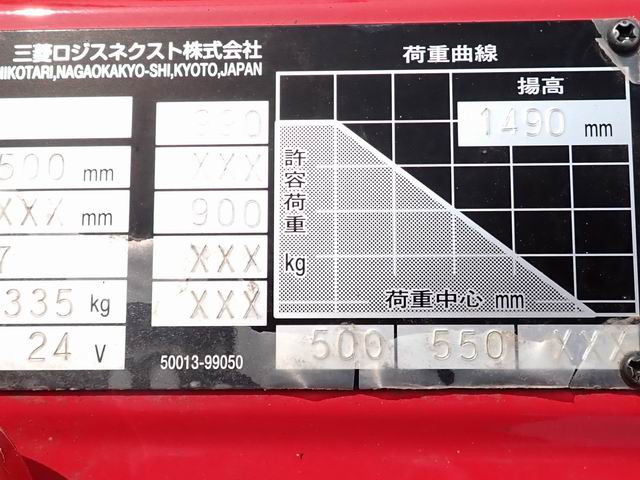 三菱ロジスネクスト株式会社
NIKOTARI,NAGAOKAKYO-SHI,KYOTO,JAPAN
荷重曲線
揚高
1490 mm
500 mm
XXX
XXX mm
900
7
XXX
335 kg
XXX
24 V
50013-99050
許容荷重
kg
荷重中心 mm
500 550 XXX